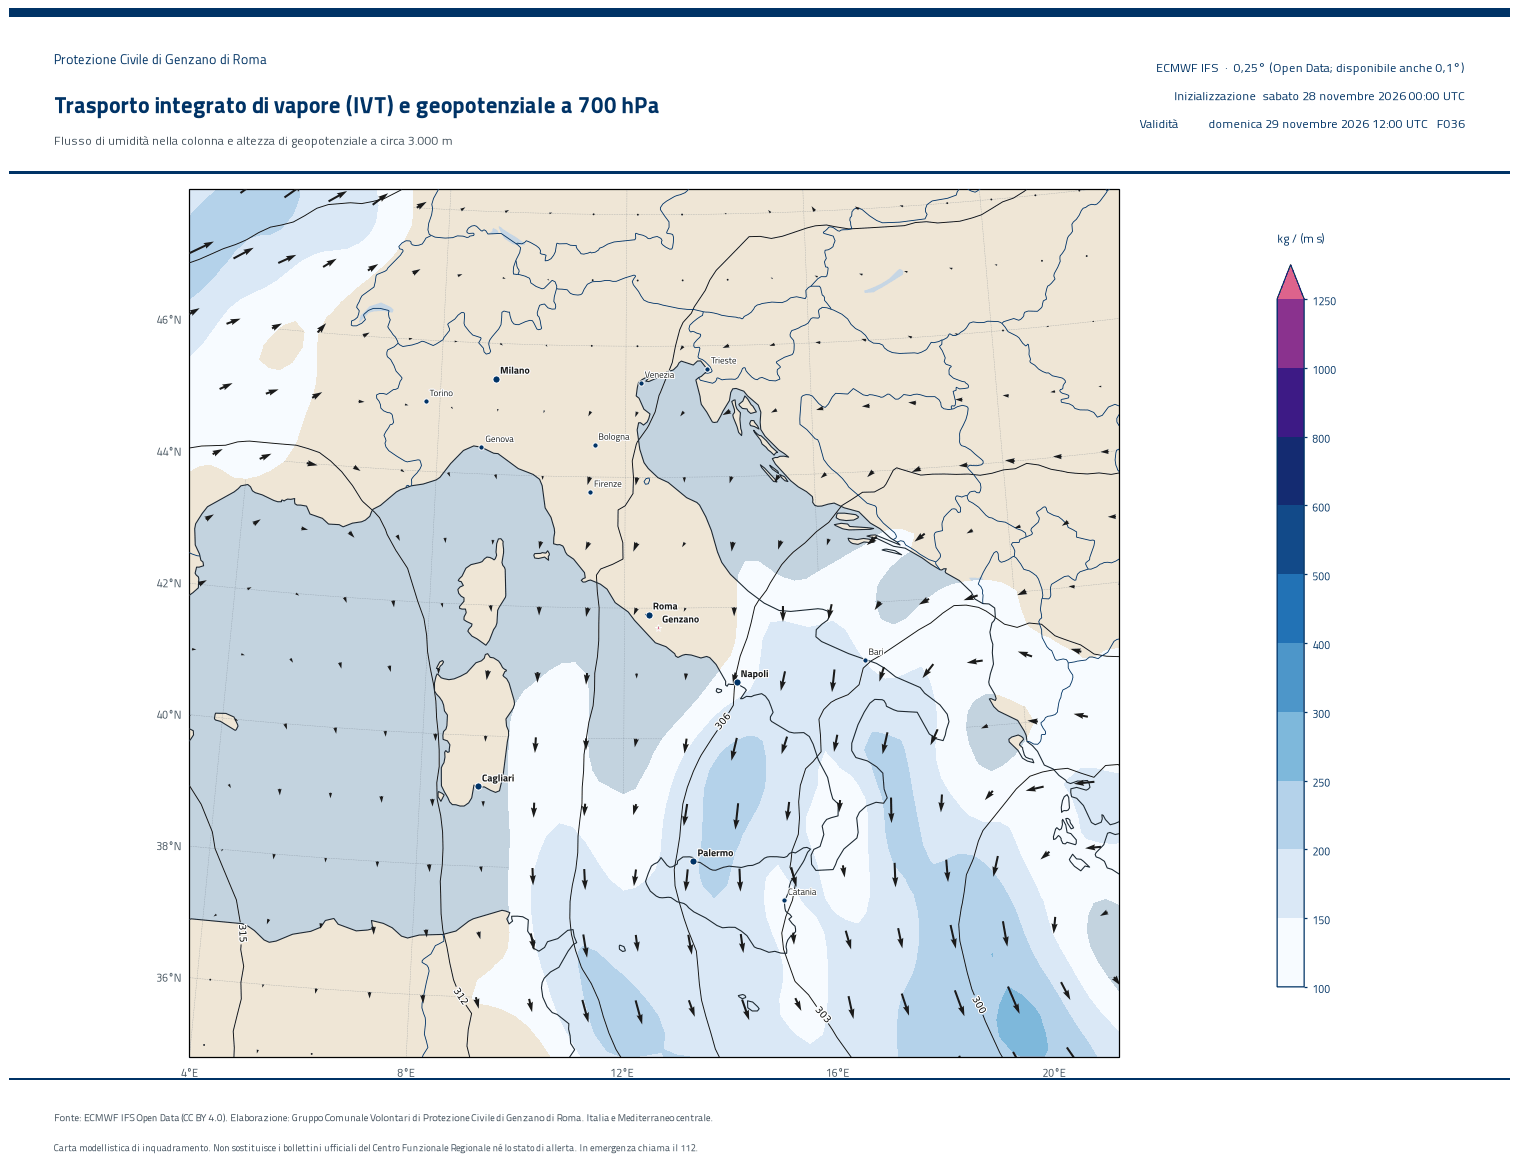 Protezione Civile di Genzano di Roma
Trasporto integrato di vapore (IVT) e geopotenziale a 700 hPa
Flusso di umidità nella colonna e altezza di geopotenziale a circa 3.000 m
ECMWF IFS · 0,25° (Open Data; disponibile anche 0,1°)
Inizializzazione sabato 28 novembre 2026 00:00 UTC
Validità domenica 29 novembre 2026 12:00 UTC F036
kg / (m s)
1250
1000
800
600
500
400
300
250
200
150
100
46°N
44°N
42°N
40°N
38°N
36°N
4°E
8°E
12°E
16°E
20°E
Trieste
Venezia
Milano
Torino
Genova
Bologna
Firenze
Roma
Genzano
Bari
Napoli
306
Cagliari
Palermo
Catania
315
312
303
300
Fonte: ECMWF IFS Open Data (CC BY 4.0). Elaborazione: Gruppo Comunale Volontari di Protezione Civile di Genzano di Roma. Italia e Mediterraneo centrale.
Carta modellistica di inquadramento. Non sostituisce i bollettini ufficiali del Centro Funzionale Regionale né lo stato di allerta. In emergenza chiama il 112.